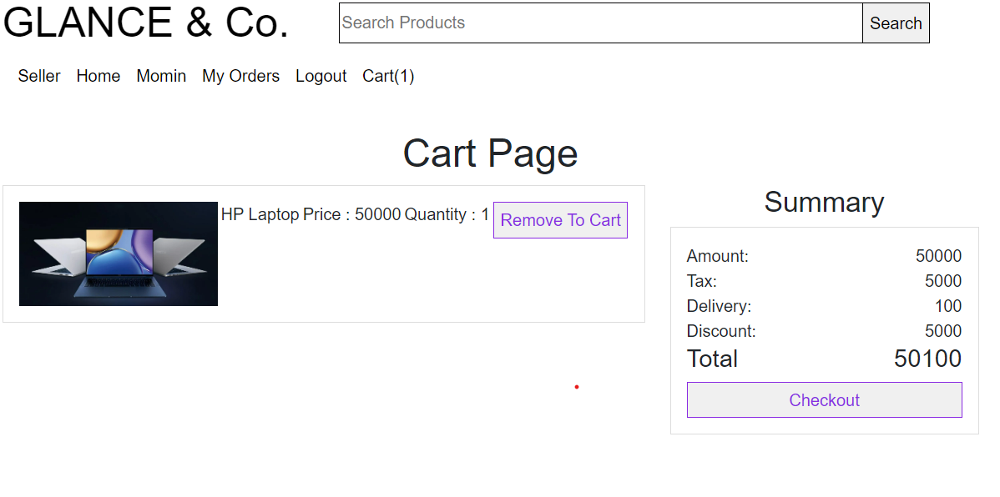 GLANCE & Co.
Search Products
Search
Seller Home Momin My Orders Logout Cart(1)
Cart Page
HP Laptop Price : 50000 Quantity : 1 Remove To Cart
Summary
Amount: 50000
Tax: 5000
Delivery: 100
Discount: 5000
Total 50100
Checkout